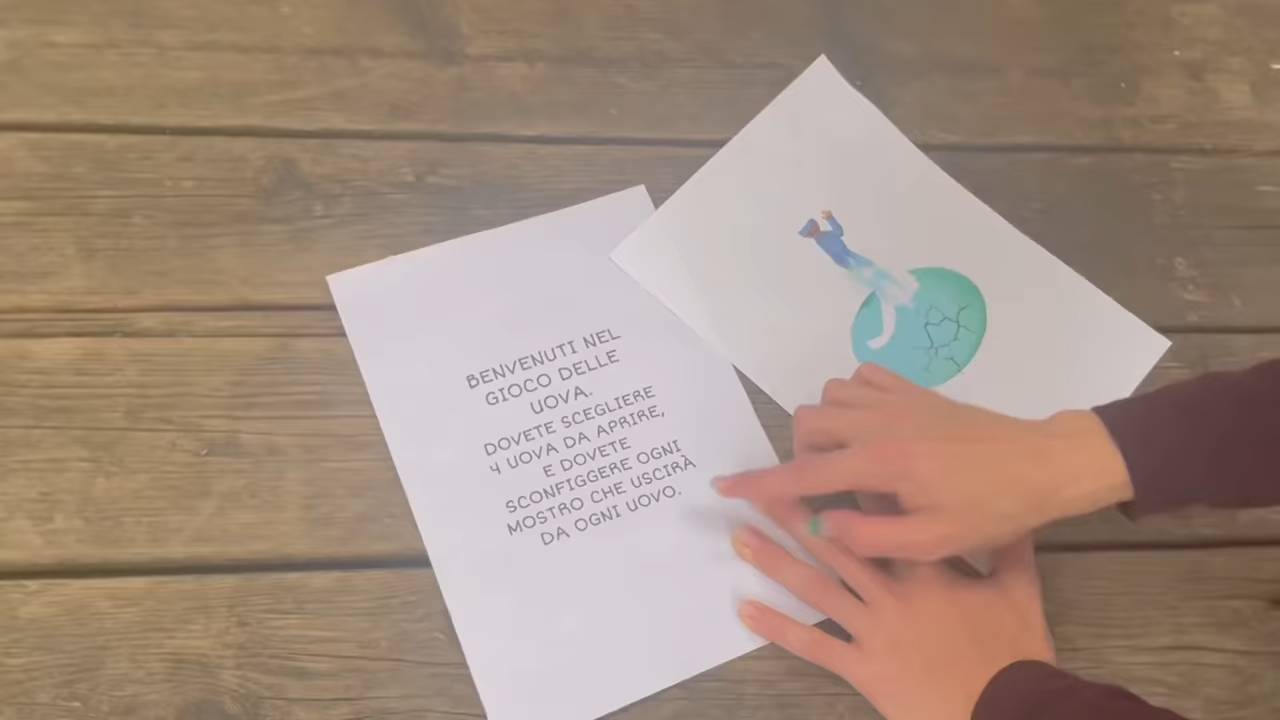 BENVENUTI NEL
GIOCO DELLE
UOVA.
DOVETE SCEGLIERE
4 UOVA DA APRIRE,
E DOVETE
SCONFIGGERE OGNI
MOSTRO CHE USCIRÀ
DA OGNI UOVO.